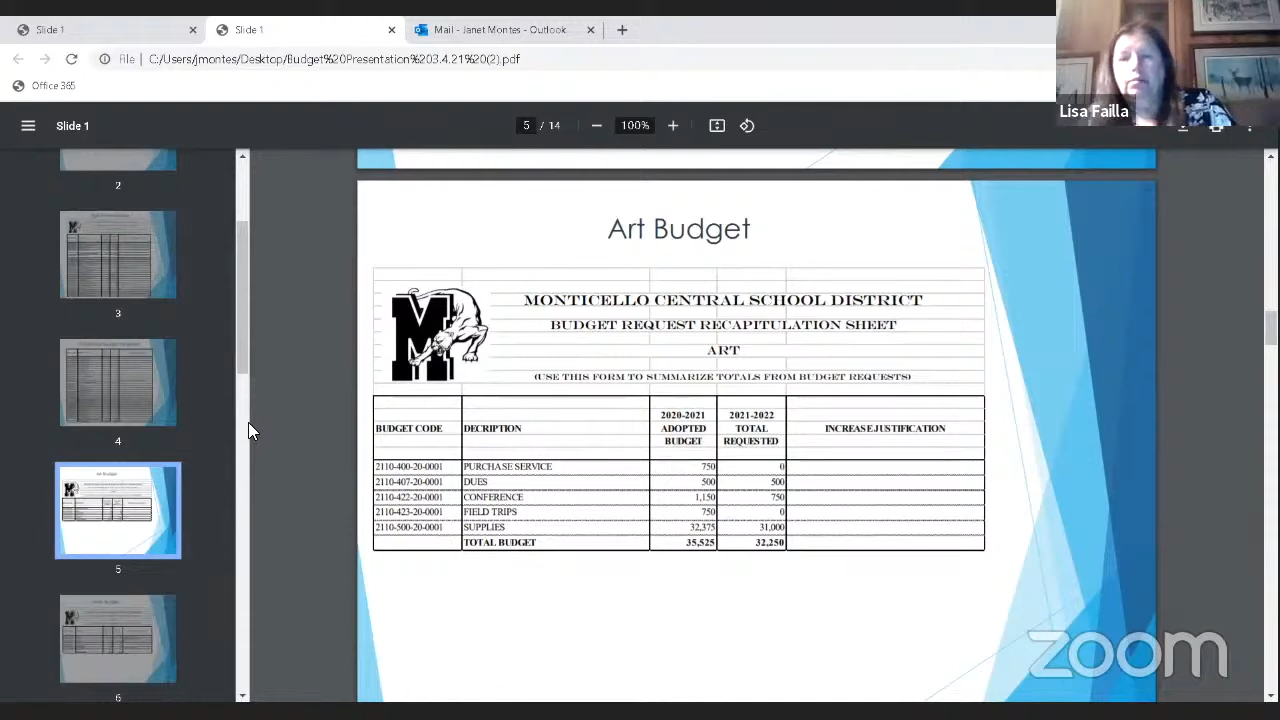 Slide 1
Slide 1
Mail - Janet Montes - Outlook
File | C:/Users/jmontes/Desktop/Budget%20Presentation%203.4.21%20(2).pdf
Office 365
Lisa Failla
Slide 1
5 / 14
100%
2
3
4
5
6
Art Budget
M
MONTICELLO CENTRAL SCHOOL DISTRICT
BUDGET REQUEST RECAPITULATION SHEET
ART
(USE THIS FORM TO SUMMARIZE TOTALS FROM BUDGET REQUESTS)
BUDGET CODE DECRIPTION 2020-2021 ADOPTED BUDGET 2021-2022 TOTAL REQUESTED INCREASE JUSTIFICATION
2110-400-20-0001 PURCHASE SERVICE 750 0
2110-407-20-0001 DUES 500 500
2110-422-20-0001 CONFERENCE 1,150 750
2110-423-20-0001 FIELD TRIPS 750 0
2110-500-20-0001 SUPPLIES 32,375 31,000
TOTAL BUDGET 35,525 32,250
zoom